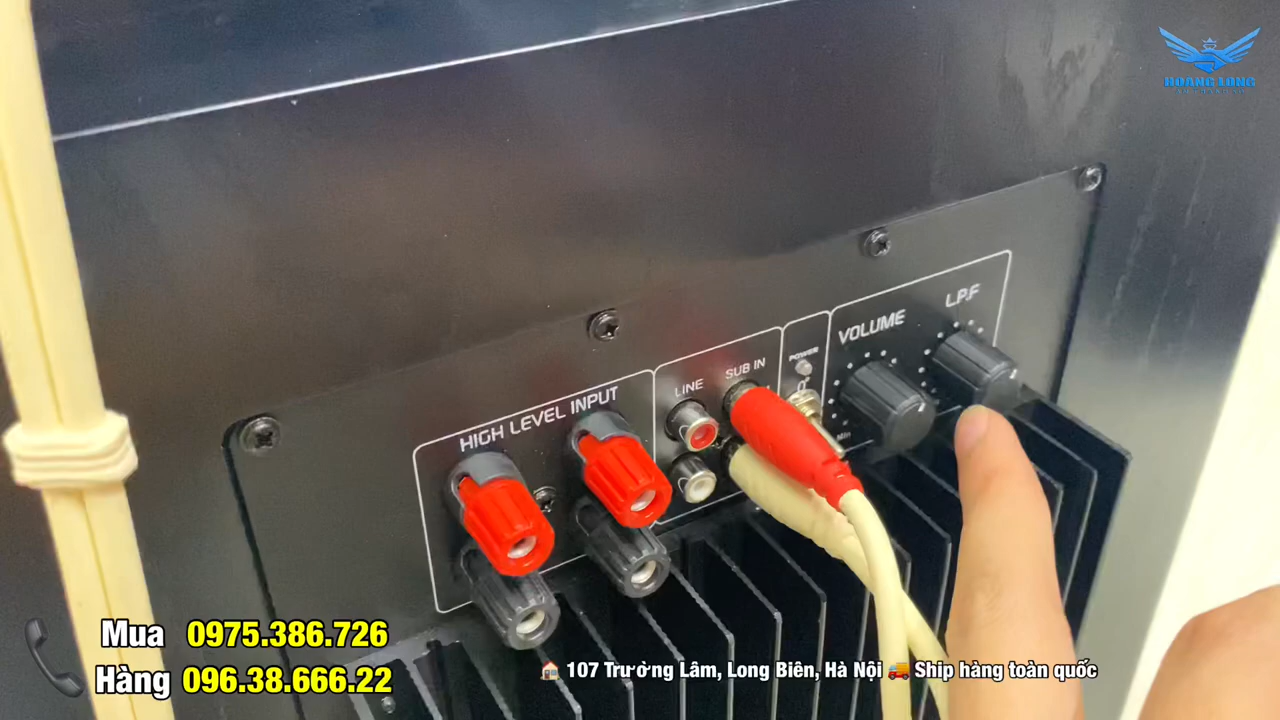 HOANG LONG
L.P.F
VOLUME
POWER
SUB IN
LINE
HIGH LEVEL INPUT
Min
Mua 0975.386.726
Hàng 096.38.666.22
107 Trường Lâm, Long Biên, Hà Nội Ship hàng toàn quốc